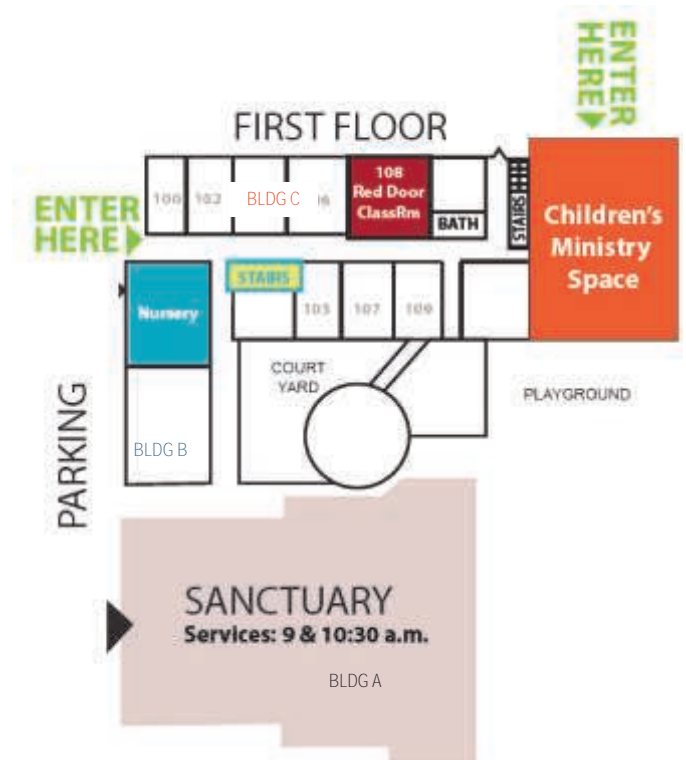 ENTER
HERE
FIRST FLOOR
100
102
BLDG C
108
Red Door
ClassRm
BATH
STAIRS
Children's
Ministry
Space
ENTER
HERE
STAIRS
Nursery
107
109
COURT
YARD
PLAYGROUND
PARKING
BLDG B
SANCTUARY
Services: 9 & 10:30 a.m.
BLDG A